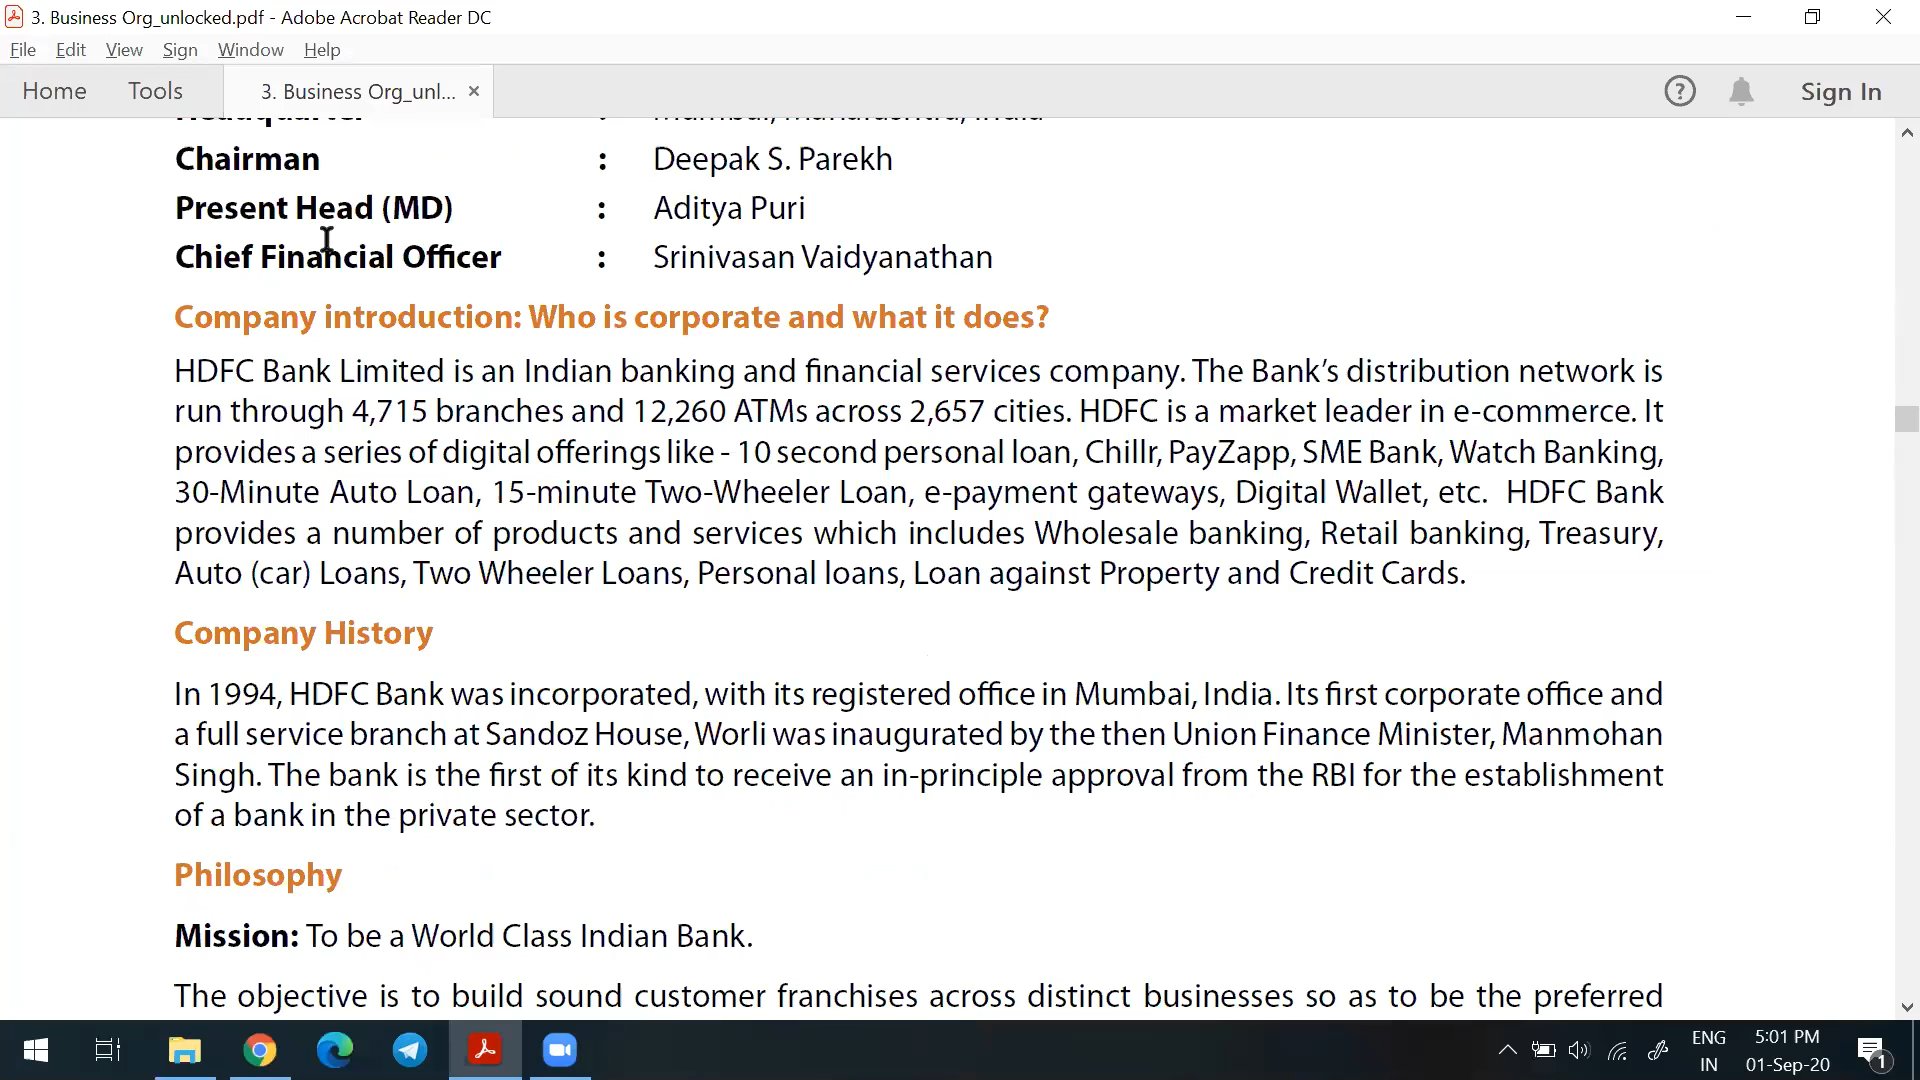 3. Business Org_unlocked.pdf - Adobe Acrobat Reader DC
File Edit View Sign Window Help
Home Tools 3. Business Org_unl... × ? Sign In
Headquarter : Mumbai, Maharashtra, India
Chairman : Deepak S. Parekh
Present Head (MD) : Aditya Puri
Chief Financial Officer : Srinivasan Vaidyanathan
Company introduction: Who is corporate and what it does?
HDFC Bank Limited is an Indian banking and financial services company. The Bank’s distribution network is
run through 4,715 branches and 12,260 ATMs across 2,657 cities. HDFC is a market leader in e-commerce. It
provides a series of digital offerings like - 10 second personal loan, Chillr, PayZapp, SME Bank, Watch Banking,
30-Minute Auto Loan, 15-minute Two-Wheeler Loan, e-payment gateways, Digital Wallet, etc. HDFC Bank
provides a number of products and services which includes Wholesale banking, Retail banking, Treasury,
Auto (car) Loans, Two Wheeler Loans, Personal loans, Loan against Property and Credit Cards.
Company History
In 1994, HDFC Bank was incorporated, with its registered office in Mumbai, India. Its first corporate office and
a full service branch at Sandoz House, Worli was inaugurated by the then Union Finance Minister, Manmohan
Singh. The bank is the first of its kind to receive an in-principle approval from the RBI for the establishment
of a bank in the private sector.
Philosophy
Mission: To be a World Class Indian Bank.
The objective is to build sound customer franchises across distinct businesses so as to be the preferred
ENG 5:01 PM
IN 01-Sep-20 1